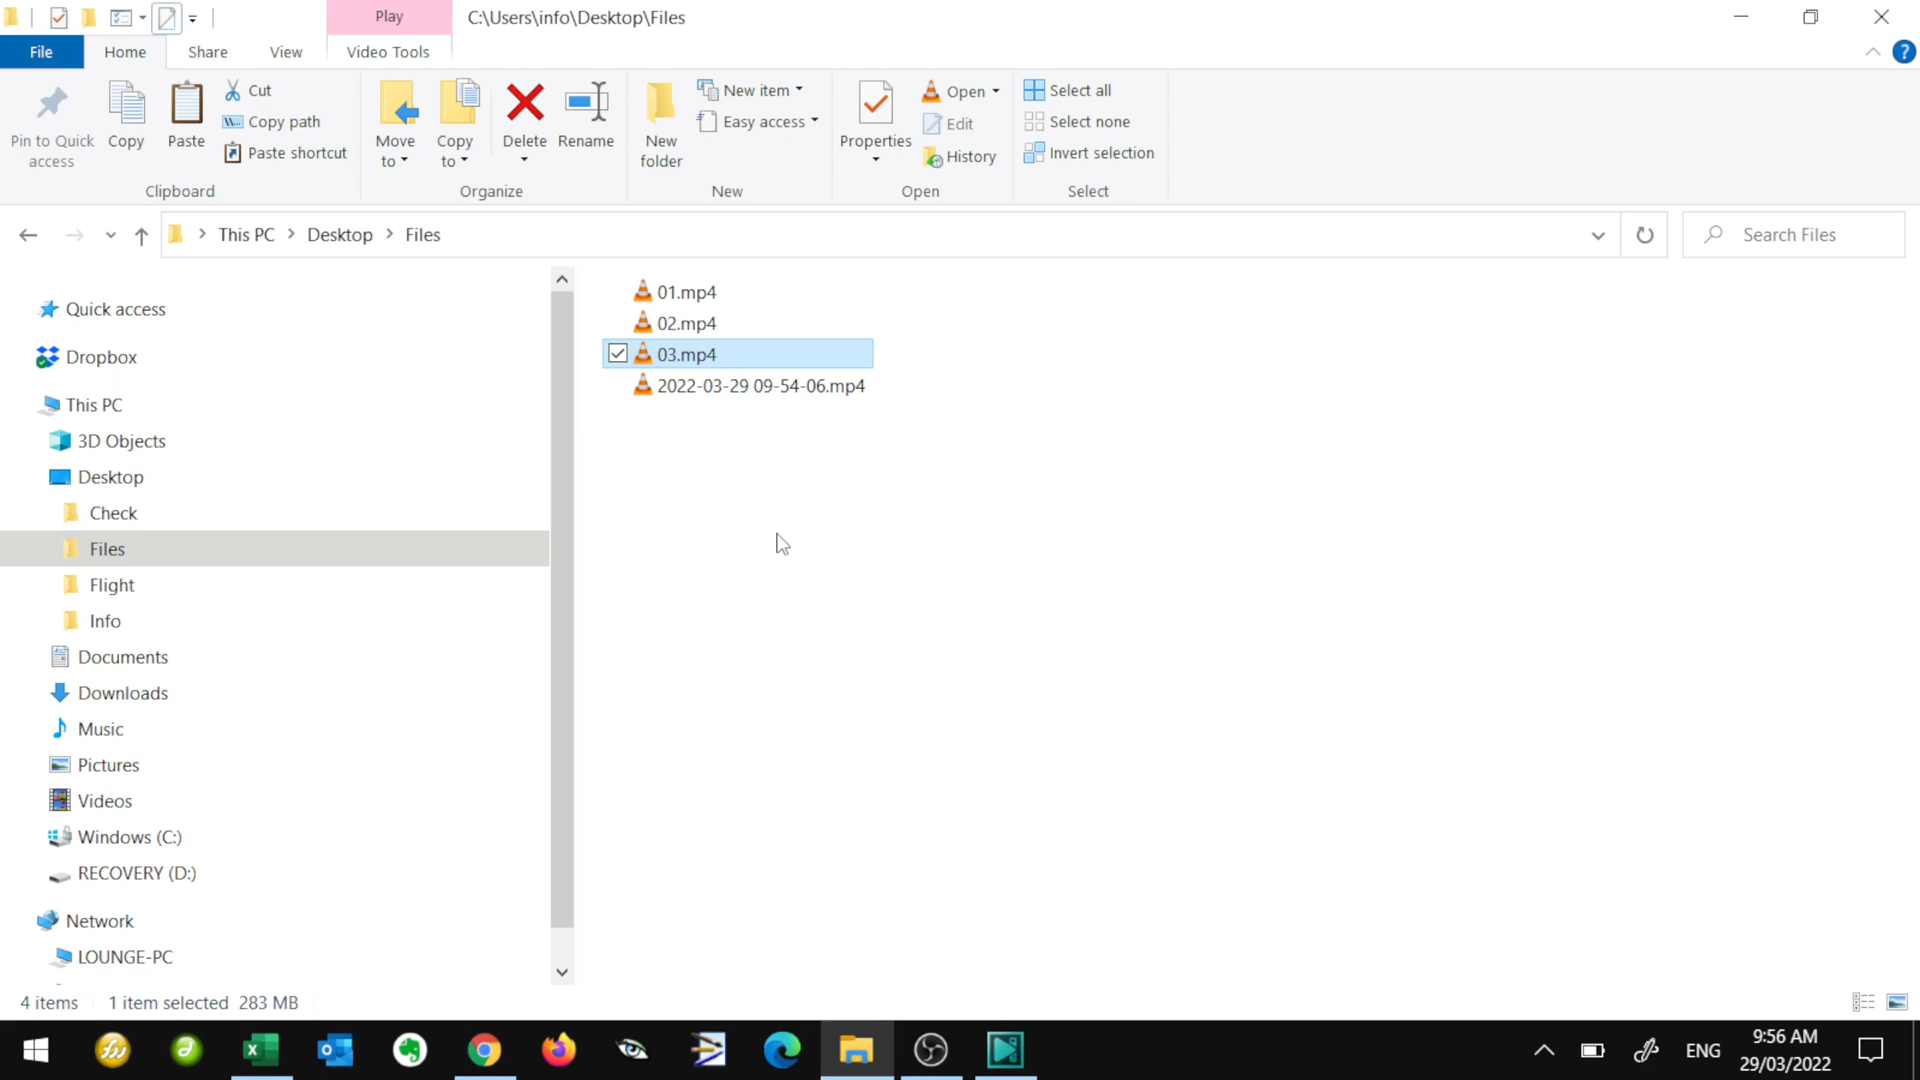 Play
C:\Users\info\Desktop\Files
File
Home
Share
View
Video Tools
Pin to Quick access
Copy
Paste
Cut
Copy path
Paste shortcut
Clipboard
Move to
Copy to
Delete
Rename
Organize
New folder
New item
Easy access
New
Properties
Open
Edit
History
Open
Select all
Select none
Invert selection
Select
This PC
Desktop
Files
Search Files
Quick access
Dropbox
This PC
3D Objects
Desktop
Check
Files
Flight
Info
Documents
Downloads
Music
Pictures
Videos
Windows (C:)
RECOVERY (D:)
Network
LOUNGE-PC
01.mp4
02.mp4
03.mp4
2022-03-29 09-54-06.mp4
4 items
1 item selected 283 MB
ENG
9:56 AM
29/03/2022